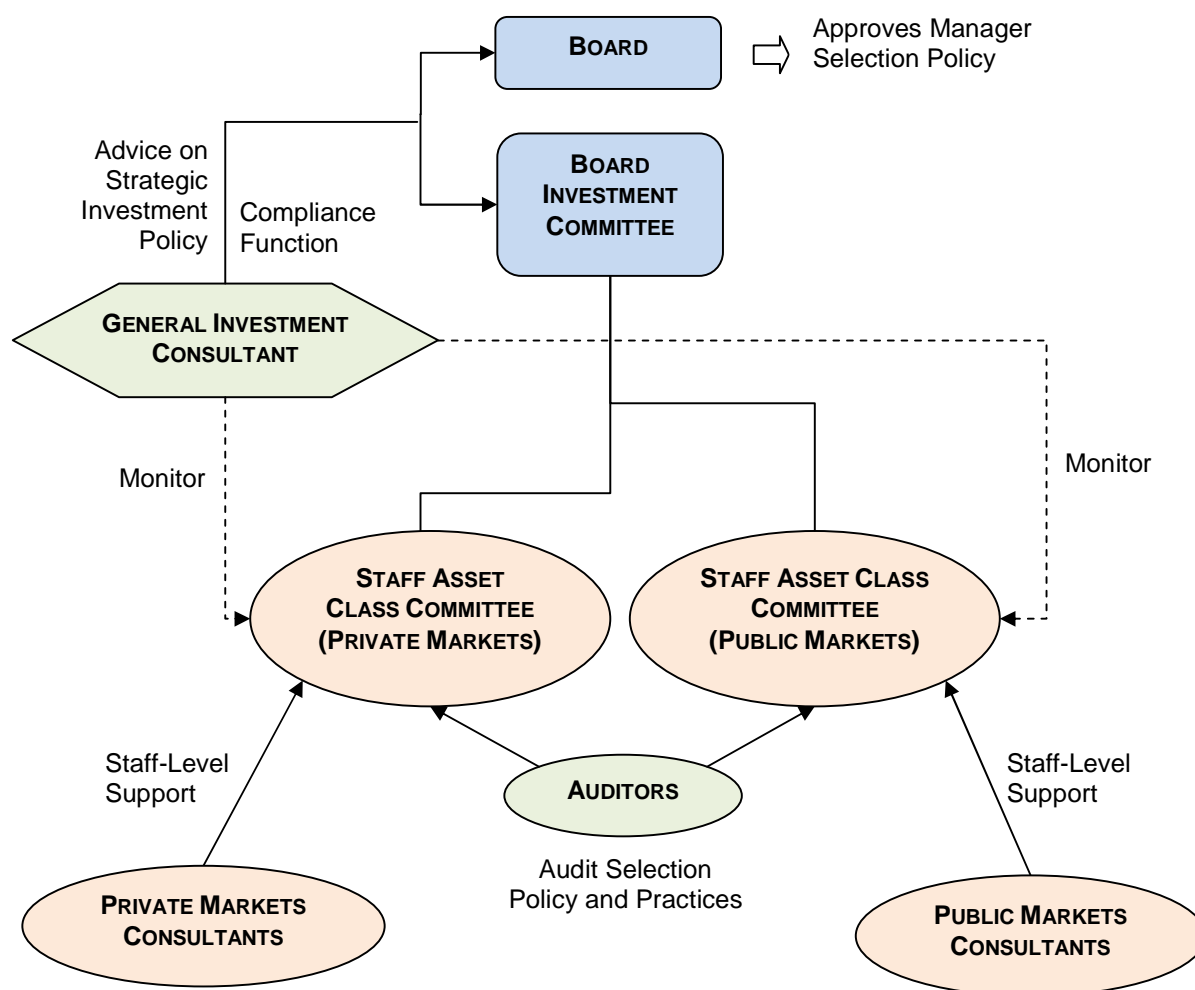 BOARD
Approves Manager
Selection Policy
Advice on
Strategic
Investment
Policy
Compliance
Function
BOARD
INVESTMENT
COMMITTEE
GENERAL INVESTMENT
CONSULTANT
Monitor
Monitor
STAFF ASSET
CLASS COMMITTEE
(PRIVATE MARKETS)
STAFF ASSET CLASS
COMMITTEE
(PUBLIC MARKETS)
Staff-Level
Support
AUDITORS
Staff-Level
Support
Audit Selection
Policy and Practices
PRIVATE MARKETS
CONSULTANTS
PUBLIC MARKETS
CONSULTANTS